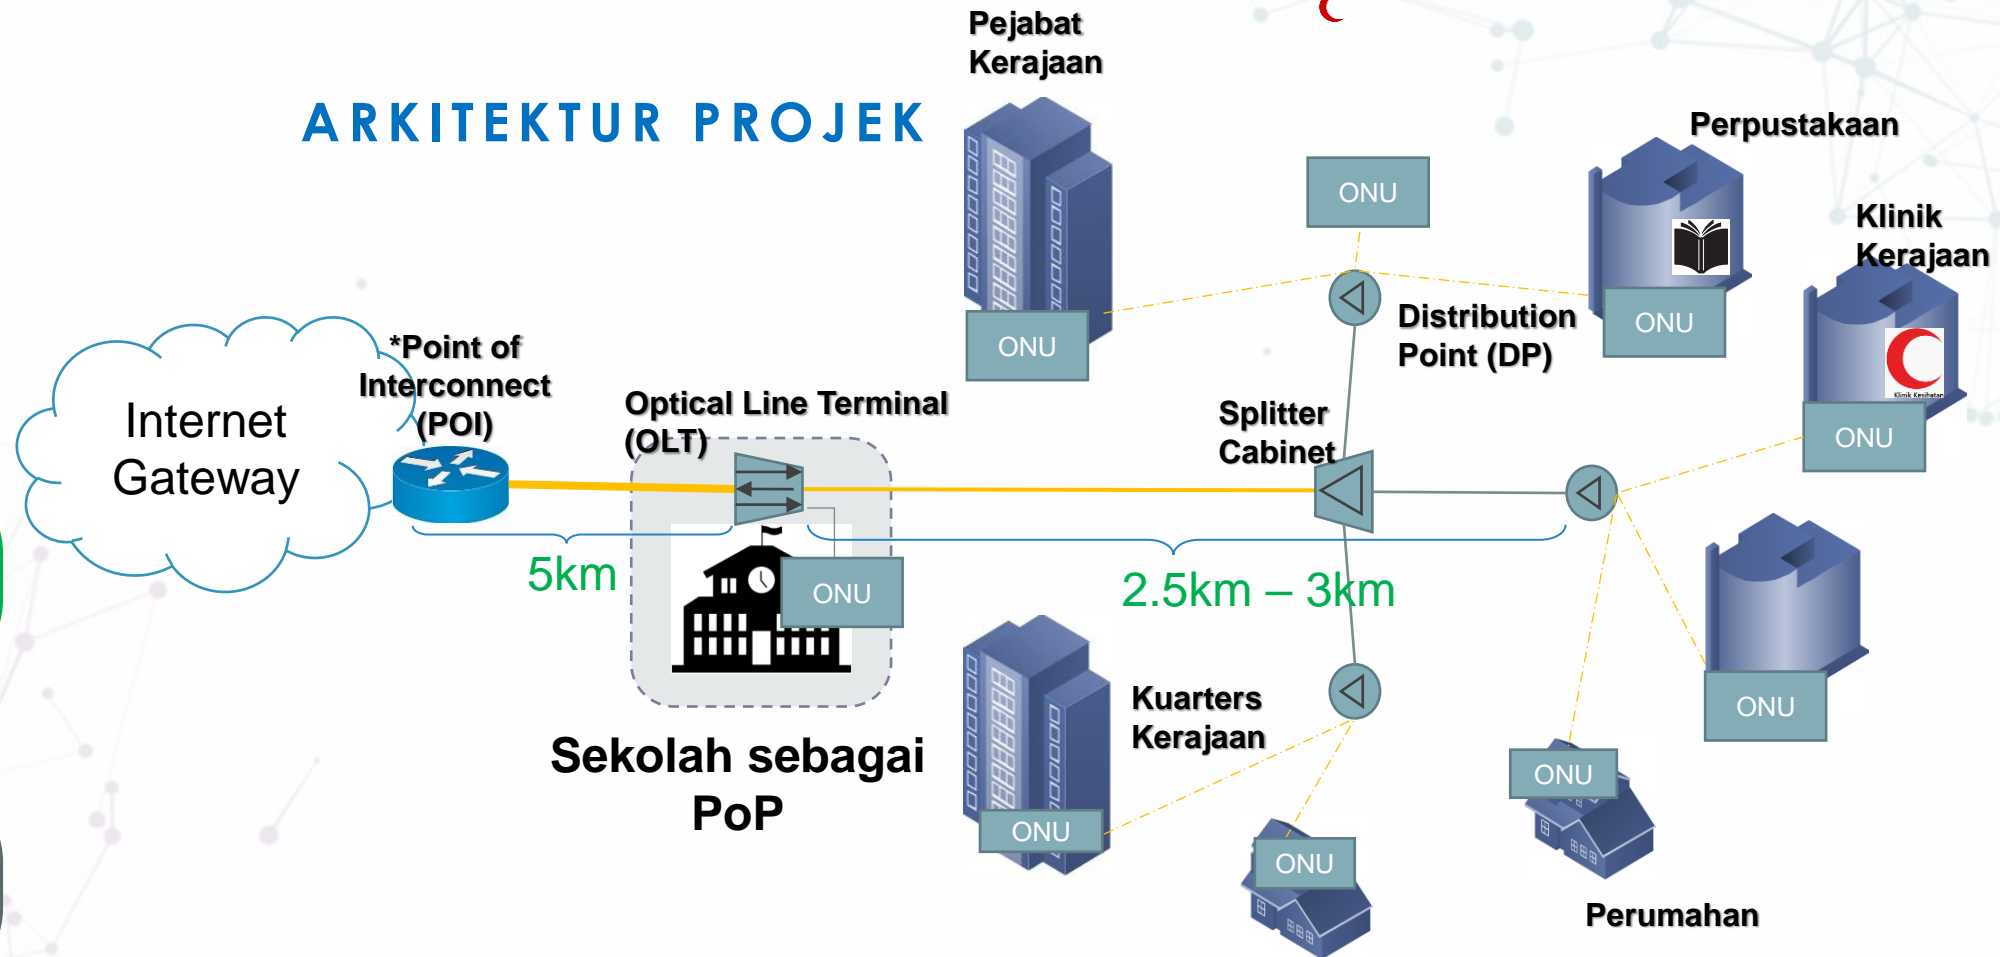 Pejabat
Kerajaan
ARKITEKTUR PROJEK
Perpustakaan
ONU
Klinik
Kerajaan
Distribution
Point (DP)
ONU
ONU
*Point of
Interconnect
(POI)
Internet
Gateway
Optical Line Terminal
(OLT)
Splitter
Cabinet
Klinik Kesihatan
ONU
5km
ONU
2.5km – 3km
Kuarters
Kerajaan
ONU
Sekolah sebagai
PoP
ONU
ONU
ONU
Perumahan